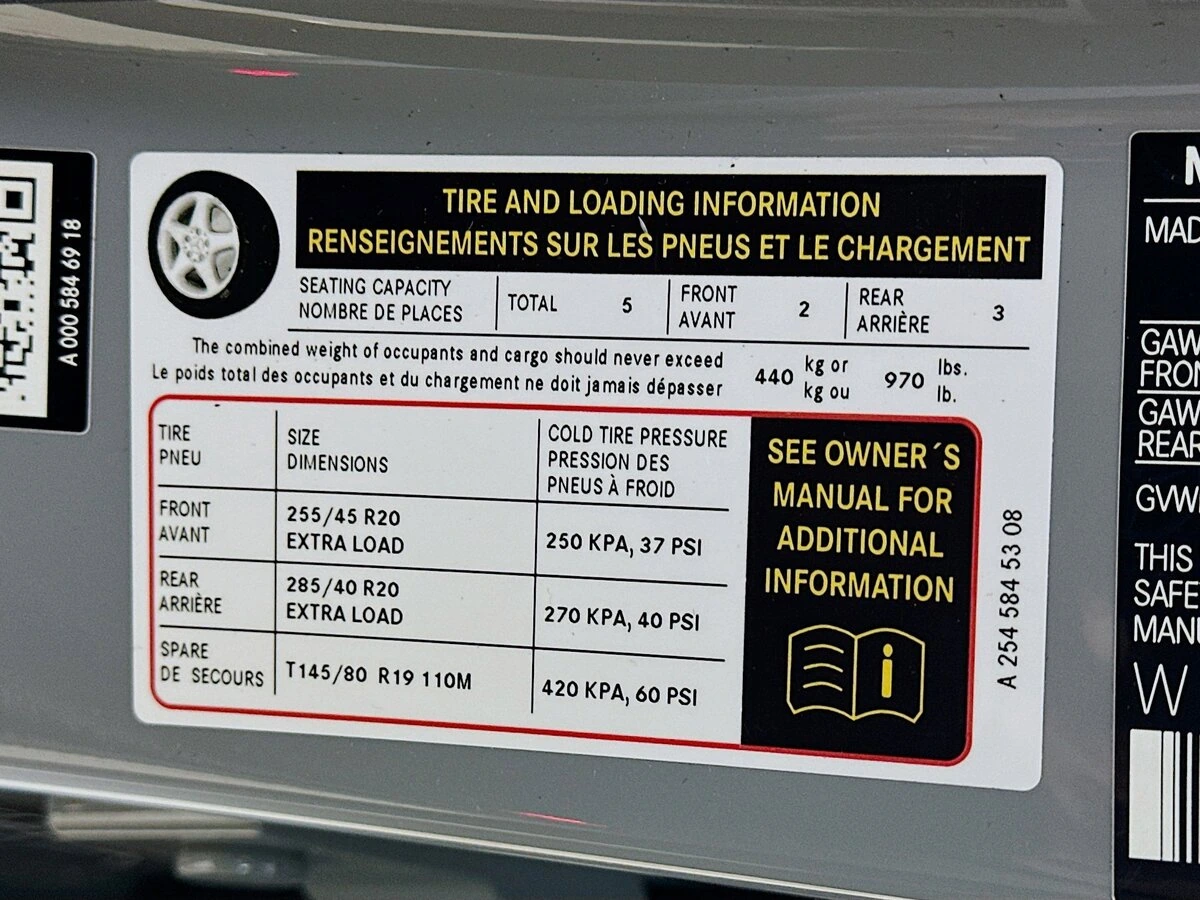 A 000 584 69 18
TIRE AND LOADING INFORMATION
RENSEIGNEMENTS SUR LES PNEUS ET LE CHARGEMENT
SEATING CAPACITY
NOMBRE DE PLACES
TOTAL 5
FRONT
AVANT
2
REAR
ARRIÈRE
3
The combined weight of occupants and cargo should never exceed
Le poids total des occupants et du chargement ne doit jamais dépasser
440
kg or
kg ou
970
lbs.
lb.
TIRE
PNEU
SIZE
DIMENSIONS
COLD TIRE PRESSURE
PRESSION DES
PNEUS À FROID
FRONT
AVANT
255/45 R20
EXTRA LOAD
250 KPA, 37 PSI
REAR
ARRIÈRE
285/40 R20
EXTRA LOAD
270 KPA, 40 PSI
SPARE
DE SECOURS
T145/80 R19 110M
420 KPA, 60 PSI
SEE OWNER´S
MANUAL FOR
ADDITIONAL
INFORMATION
i
A 254 584 53 08
FRON
REAR
THIS
W